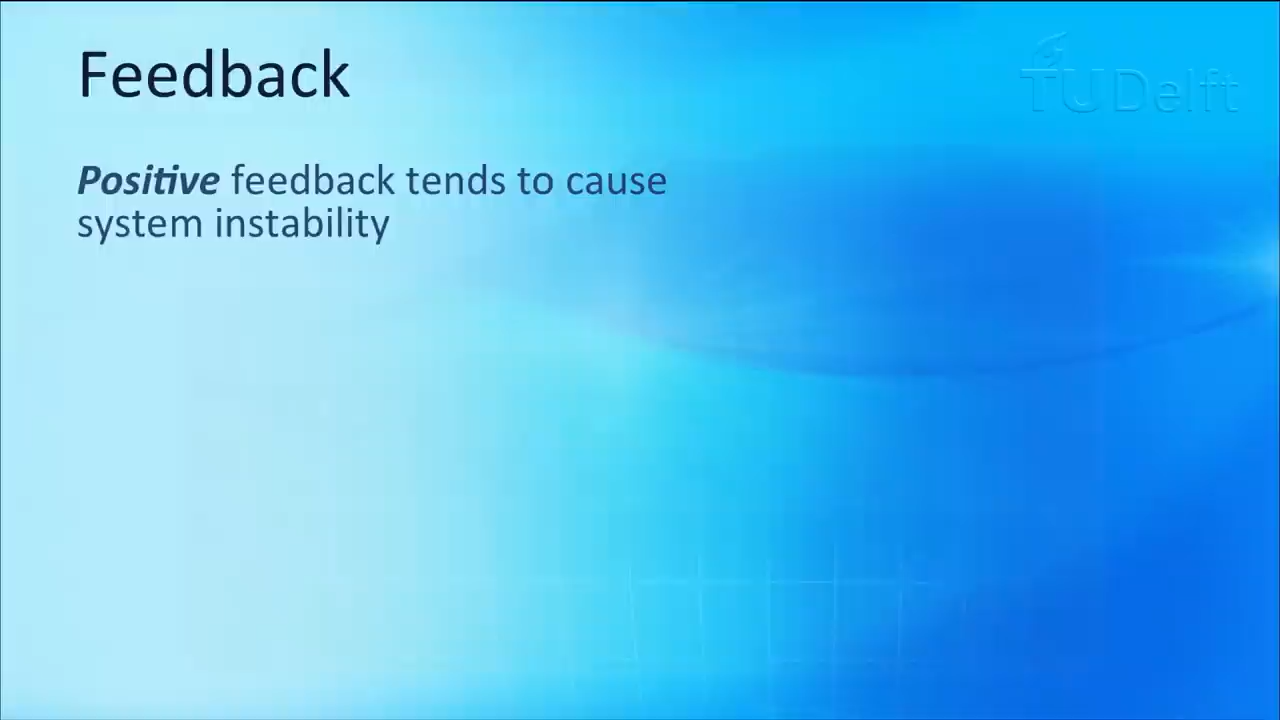 Feedback
TU Delft
Positive feedback tends to cause
system instability